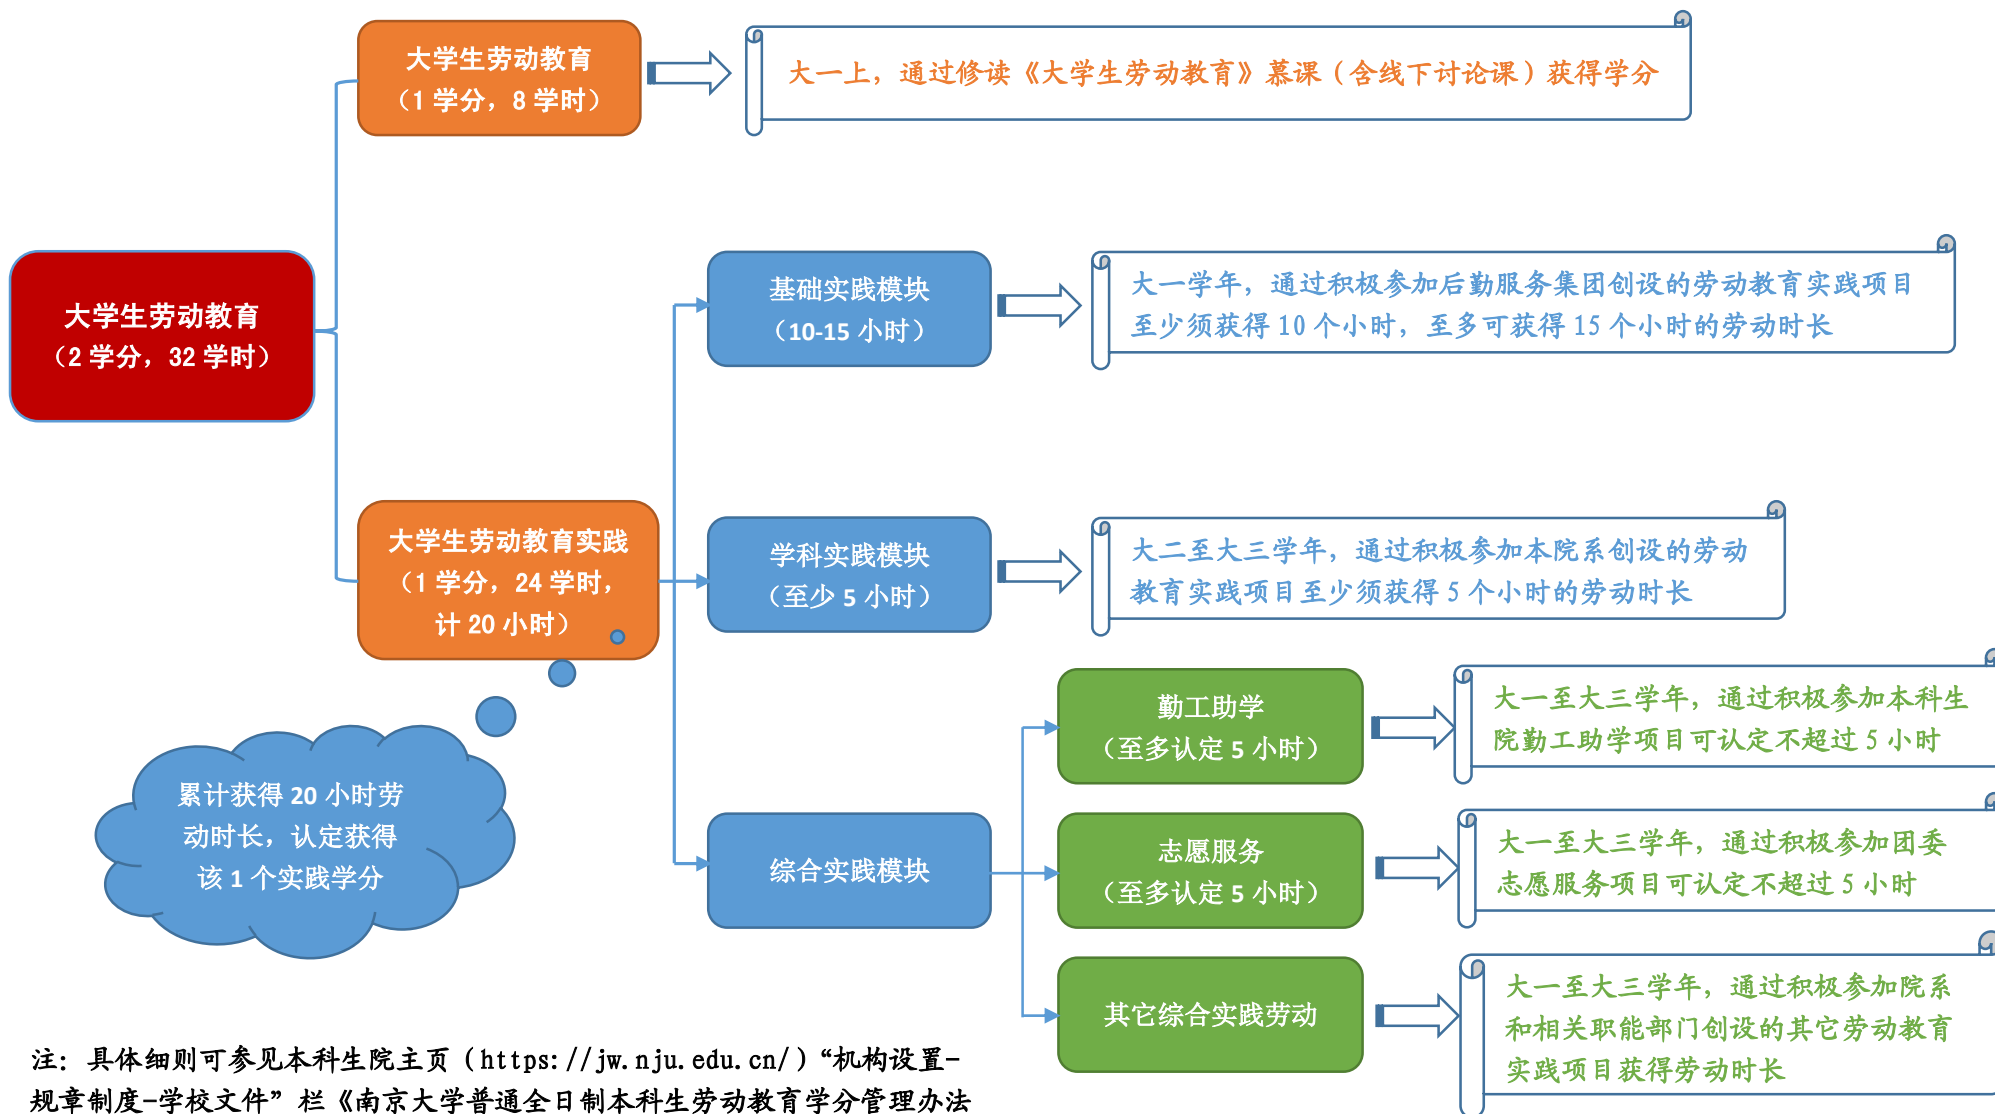 大学生劳动教育
（1 学分，8 学时）
大一上，通过修读《大学生劳动教育》慕课（含线下讨论课）获得学分
大学生劳动教育
（2 学分，32 学时）
基础实践模块
（10-15 小时）
大一学年，通过积极参加后勤服务集团创设的劳动教育实践项目
至少须获得 10 个小时，至多可获得 15 个小时的劳动时长
大学生劳动教育实践
（1 学分，24 学时，
计 20 小时）
学科实践模块
（至少 5 小时）
大二至大三学年，通过积极参加本院系创设的劳动
教育实践项目至少须获得 5 个小时的劳动时长
累计获得 20 小时劳
动时长，认定获得
该 1 个实践学分
综合实践模块
勤工助学
（至多认定 5 小时）
大一至大三学年，通过积极参加本科生
院勤工助学项目可认定不超过 5 小时
志愿服务
（至多认定 5 小时）
大一至大三学年，通过积极参加团委
志愿服务项目可认定不超过 5 小时
其它综合实践劳动
大一至大三学年，通过积极参加院系
和相关职能部门创设的其它劳动教育
实践项目获得劳动时长
注：具体细则可参见本科生院主页（https://jw.nju.edu.cn/）“机构设置-
规章制度-学校文件”栏《南京大学普通全日制本科生劳动教育学分管理办法